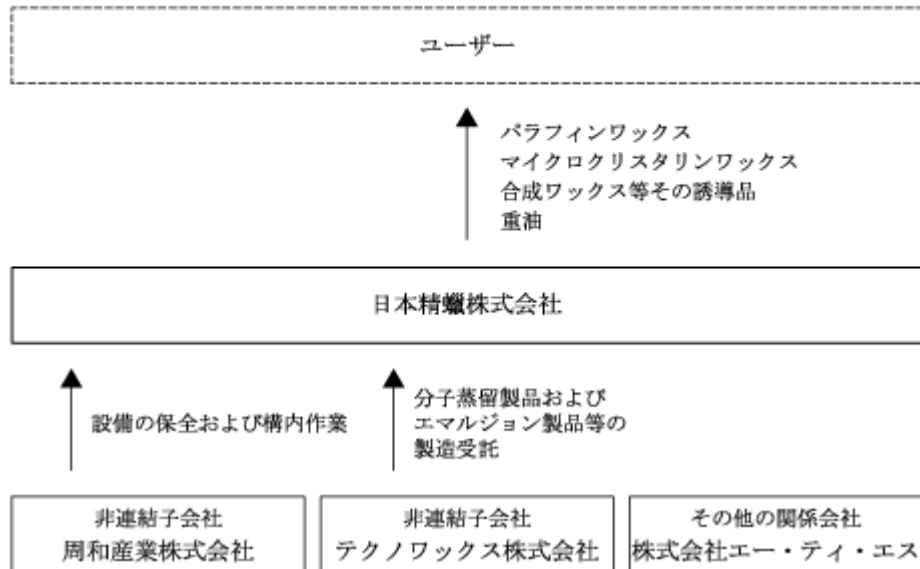 ユーザー
パラフィンワックス
マイクロクリスタリンワックス
合成ワックス等その誘導品
重油
日本精蠟株式会社
設備の保全および構内作業
分子蒸留製品および
エマルジョン製品等の
製造受託
非連結子会社
周和産業株式会社
非連結子会社
テクノワックス株式会社
その他の関係会社
株式会社エー・ティ・エス